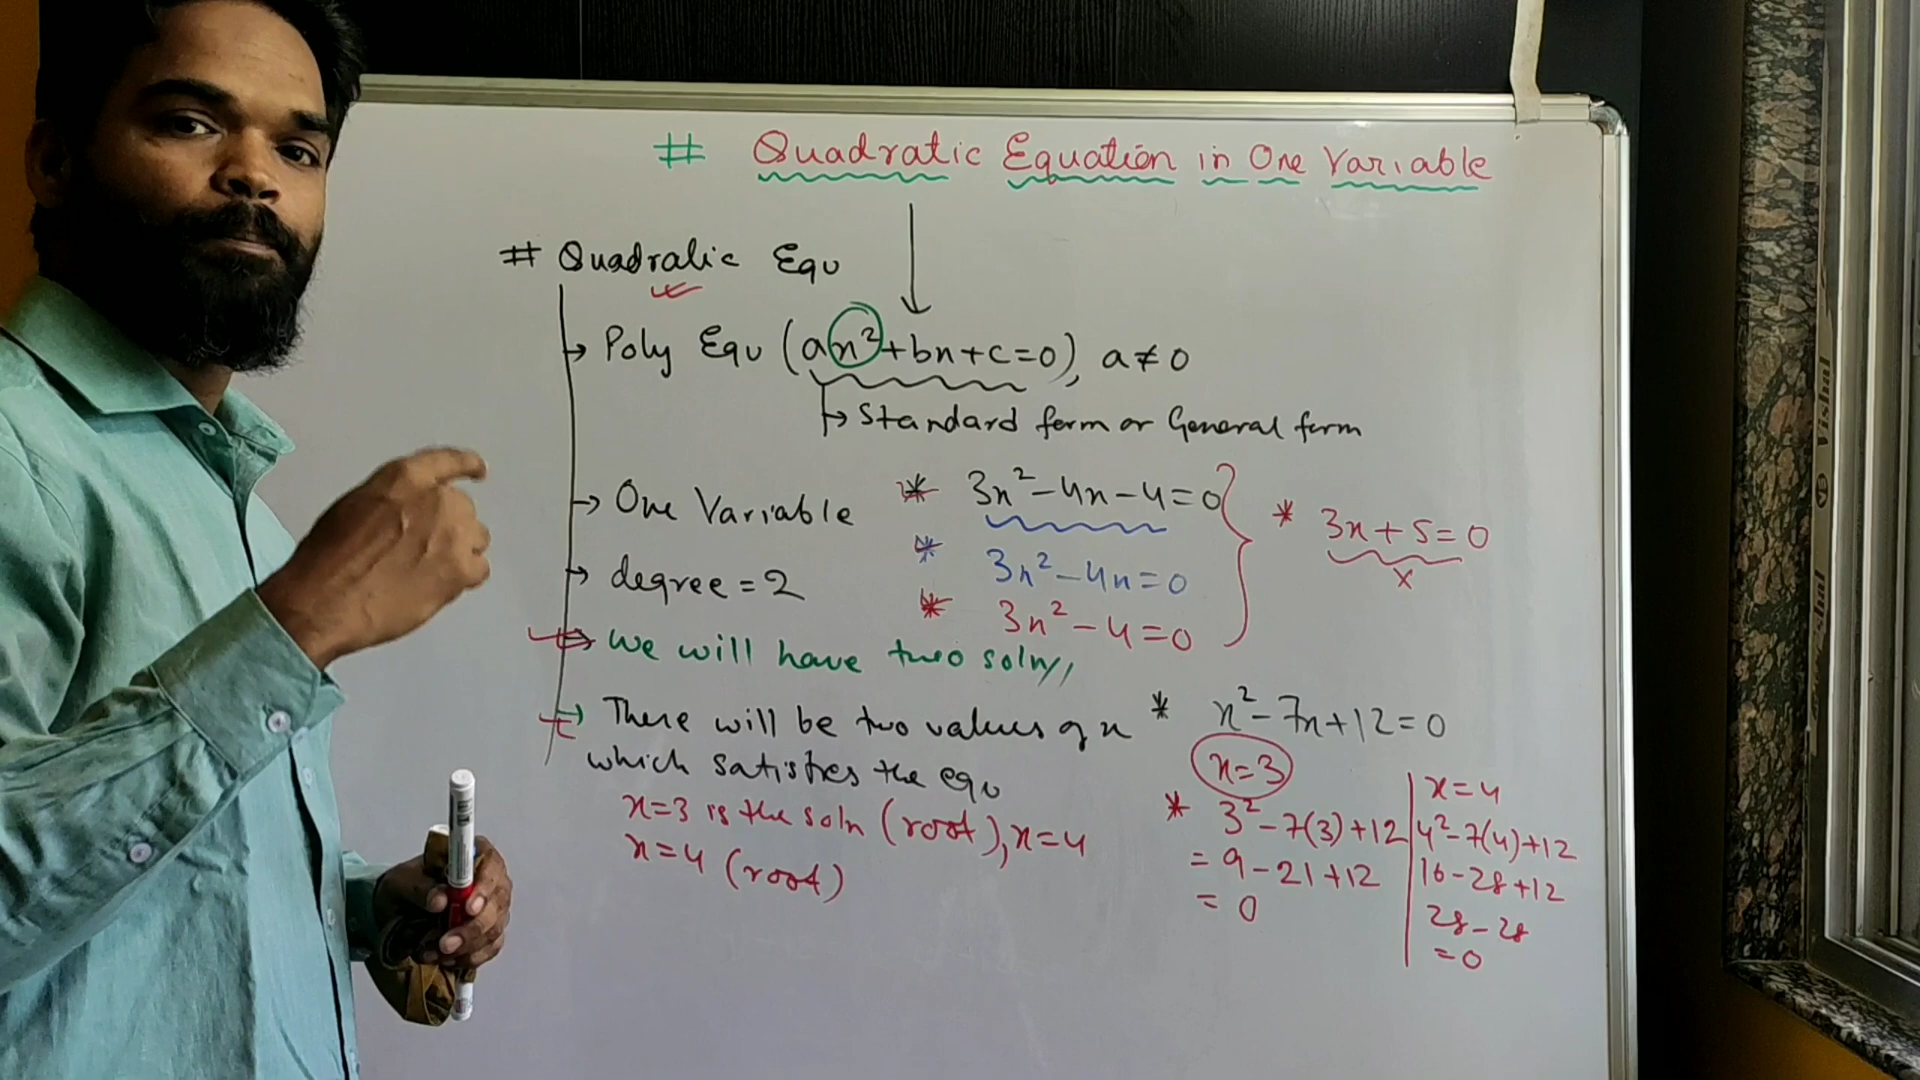 # Quadratic Equation in One Variable
# Quadratic Equ
→ Poly Equ (ax²+bx+c=0), a≠0
→ Standard form or General form
→ One Variable
* 3x²-4x-4=0
* 3x+5=0
x
→ degree = 2
* 3x²-4x=0
* 3x²-4=0
→ we will have two soln,,
→ There will be two values of x
which satisfies the equ
x=3 is the soln (root), x=4
x=4 (root)
* x²-7x+12=0
x=3
* 3²-7(3)+12
= 9-21+12
= 0
x=4
4²-7(4)+12
16-28+12
28-28
=0
Vishal